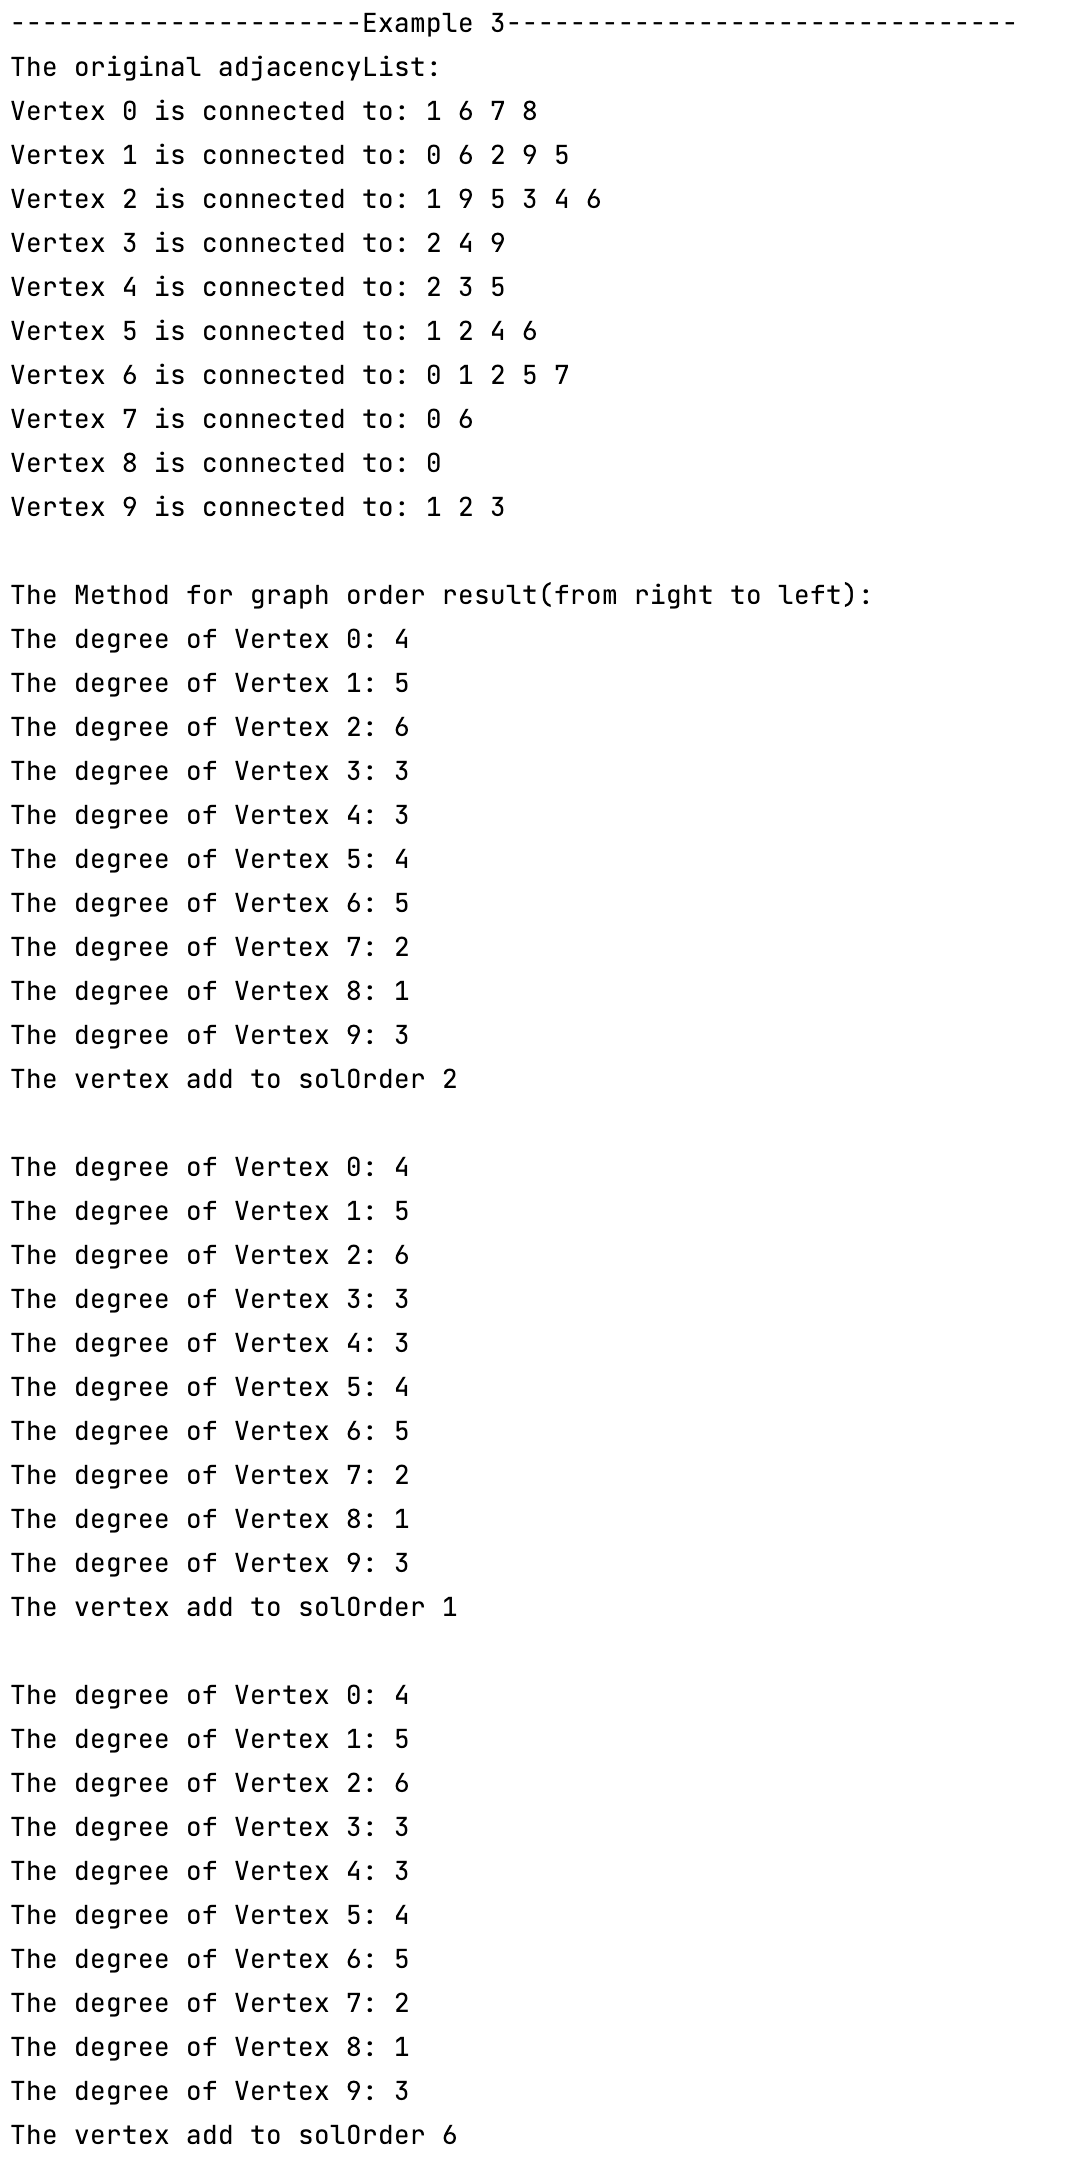 ----------------------Example 3--------------------------------
The original adjacencyList:
Vertex 0 is connected to: 1 6 7 8
Vertex 1 is connected to: 0 6 2 9 5
Vertex 2 is connected to: 1 9 5 3 4 6
Vertex 3 is connected to: 2 4 9
Vertex 4 is connected to: 2 3 5
Vertex 5 is connected to: 1 2 4 6
Vertex 6 is connected to: 0 1 2 5 7
Vertex 7 is connected to: 0 6
Vertex 8 is connected to: 0
Vertex 9 is connected to: 1 2 3

The Method for graph order result(from right to left):
The degree of Vertex 0: 4
The degree of Vertex 1: 5
The degree of Vertex 2: 6
The degree of Vertex 3: 3
The degree of Vertex 4: 3
The degree of Vertex 5: 4
The degree of Vertex 6: 5
The degree of Vertex 7: 2
The degree of Vertex 8: 1
The degree of Vertex 9: 3
The vertex add to solOrder 2

The degree of Vertex 0: 4
The degree of Vertex 1: 5
The degree of Vertex 2: 6
The degree of Vertex 3: 3
The degree of Vertex 4: 3
The degree of Vertex 5: 4
The degree of Vertex 6: 5
The degree of Vertex 7: 2
The degree of Vertex 8: 1
The degree of Vertex 9: 3
The vertex add to solOrder 1

The degree of Vertex 0: 4
The degree of Vertex 1: 5
The degree of Vertex 2: 6
The degree of Vertex 3: 3
The degree of Vertex 4: 3
The degree of Vertex 5: 4
The degree of Vertex 6: 5
The degree of Vertex 7: 2
The degree of Vertex 8: 1
The degree of Vertex 9: 3
The vertex add to solOrder 6